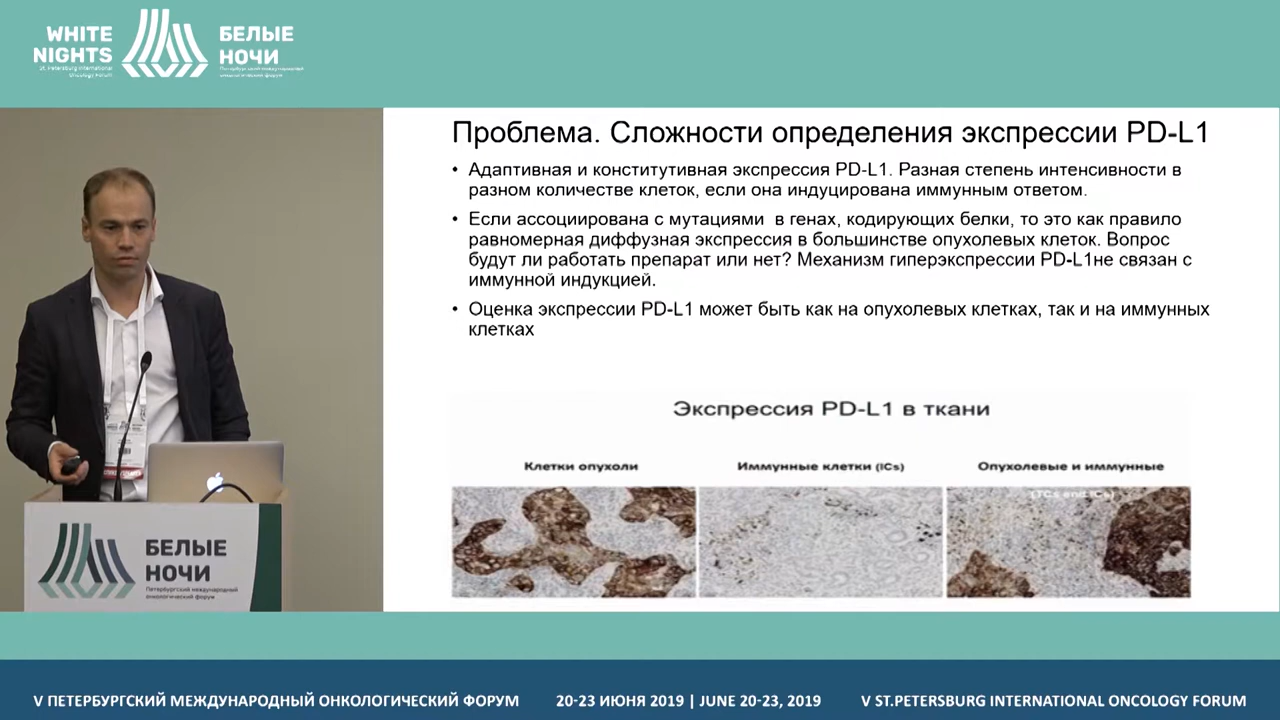 WHITE
NIGHTS
St. Petersburg International
Oncology Forum
БЕЛЫЕ
НОЧИ
Петербургский международный
онкологический форум
Проблема. Сложности определения экспрессии PD-L1
• Адаптивная и конститутивная экспрессия PD-L1. Разная степень интенсивности в
разном количестве клеток, если она индуцирована иммунным ответом.
• Если ассоциирована с мутациями в генах, кодирующих белки, то это как правило
равномерная диффузная экспрессия в большинстве опухолевых клеток. Вопрос
будут ли работать препарат или нет? Механизм гиперэкспрессии PD-L1не связан с
иммунной индукцией.
• Оценка экспрессии PD-L1 может быть как на опухолевых клетках, так и на иммунных
клетках
Экспрессия PD-L1 в ткани
Клетки опухоли
Иммунные клетки (ICs)
Опухолевые и иммунные
(TCs and ICs)
БЕЛЫЕ
НОЧИ
Петербургский международный
онкологический форум
V ПЕТЕРБУРГСКИЙ МЕЖДУНАРОДНЫЙ ОНКОЛОГИЧЕСКИЙ ФОРУМ
20-23 ИЮНЯ 2019 | JUNE 20-23, 2019
V ST.PETERSBURG INTERNATIONAL ONCOLOGY FORUM